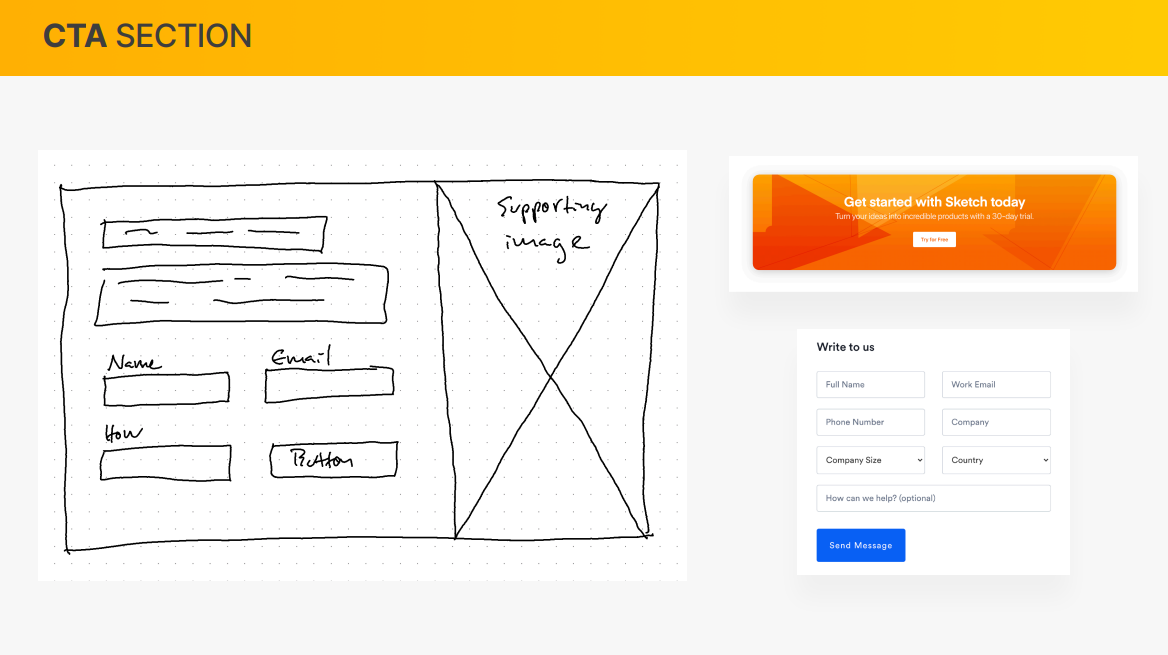 CTA SECTION
Supporting
image
Name
Email
How
Button
Get started with Sketch today
Turn your ideas into incredible products with a 30-day trial.
Try for Free
Write to us
Full Name
Work Email
Phone Number
Company
Company Size
Country
How can we help? (optional)
Send Message